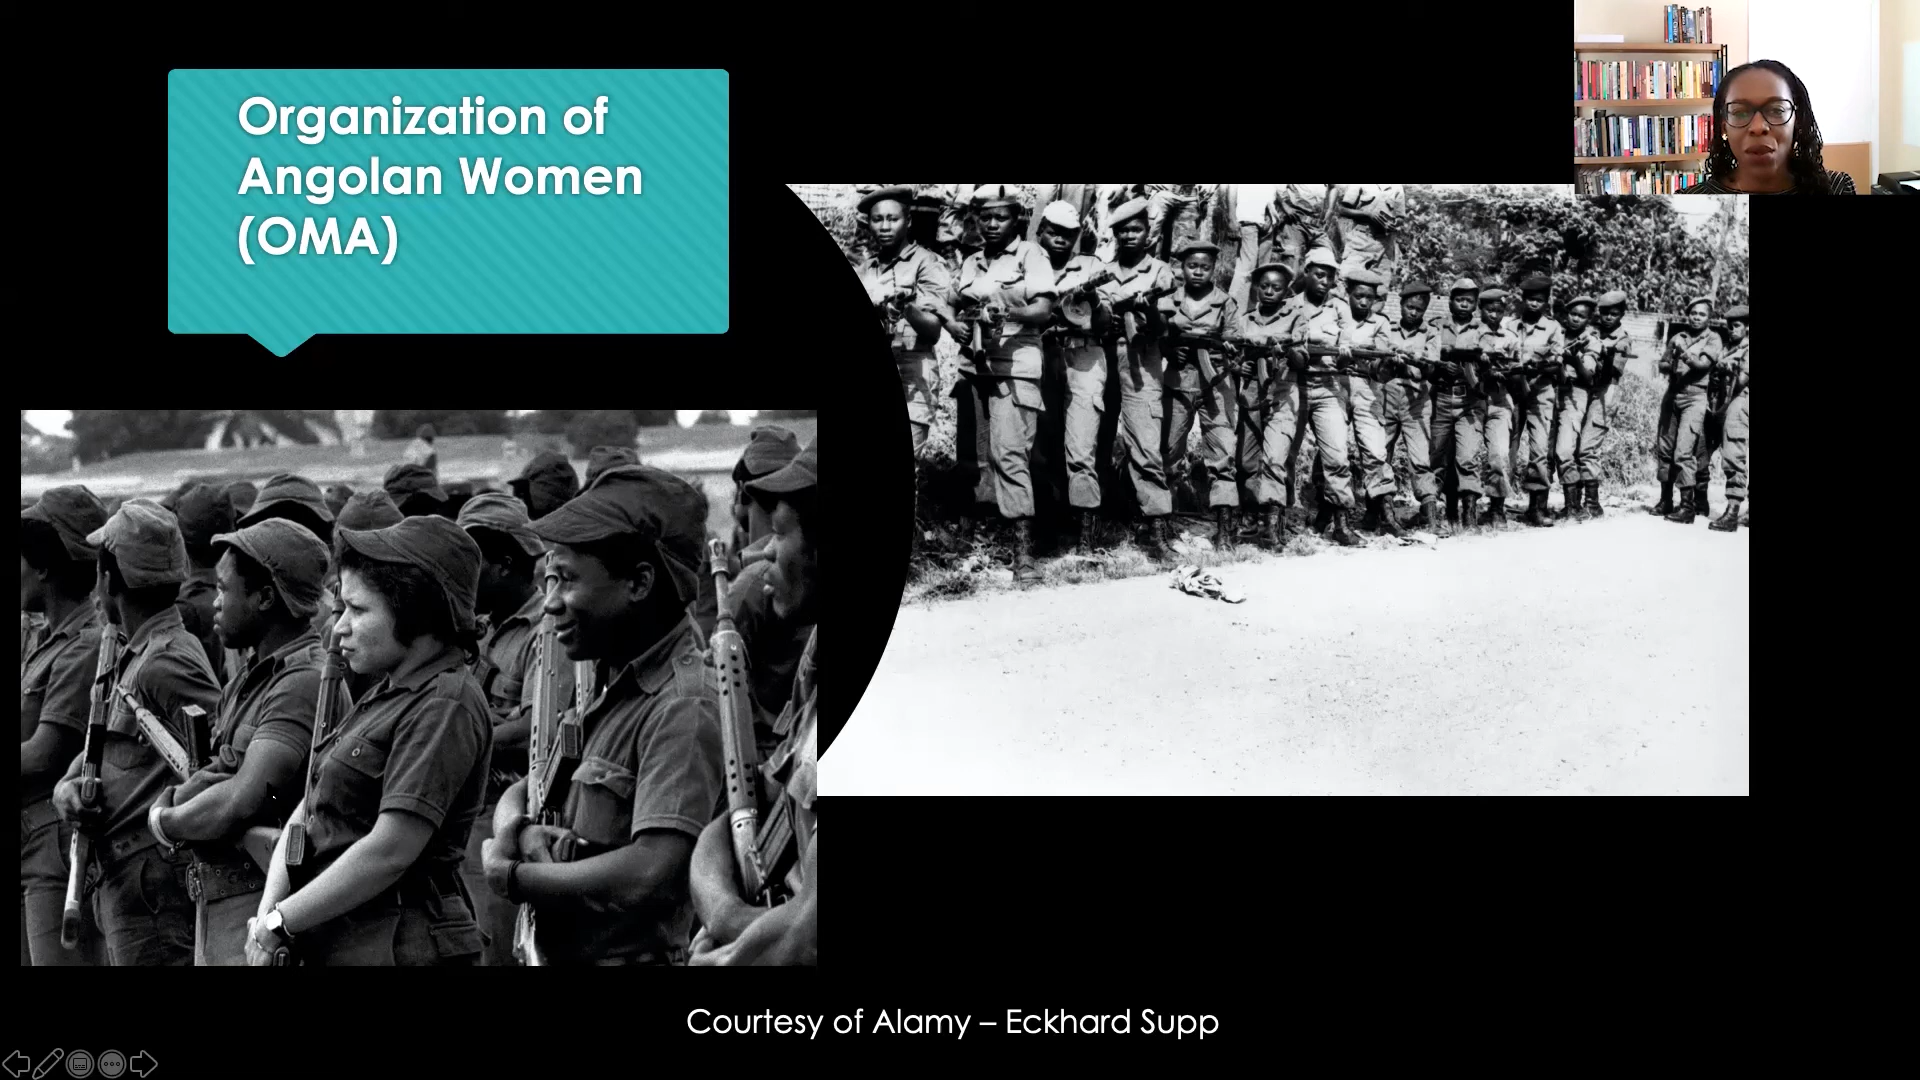 Organization of
Angolan Women
(OMA)
Courtesy of Alamy – Eckhard Supp